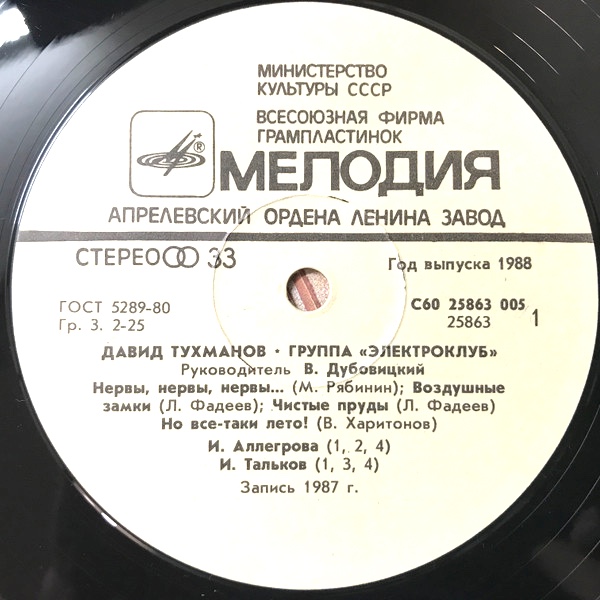 МИНИСТЕРСТВО
КУЛЬТУРЫ СССР
ВСЕСОЮЗНАЯ ФИРМА
ГРАМПЛАСТИНОК
® МЕЛОДИЯ
АПРЕЛЕВСКИЙ ОРДЕНА ЛЕНИНА ЗАВОД
СТЕРЕО 33
Год выпуска 1988
ГОСТ 5289-80
Гр. 3. 2-25
С60 25863 005
25863 1
ДАВИД ТУХМАНОВ • ГРУППА «ЭЛЕКТРОКЛУБ»
Руководитель В. Дубовицкий
Нервы, нервы, нервы... (М. Рябинин); Воздушные
замки (Л. Фадеев); Чистые пруды (Л. Фадеев)
Но все-таки лето! (В. Харитонов)
И. Аллегрова (1, 2, 4)
И. Тальков (1, 3, 4)
Запись 1987 г.